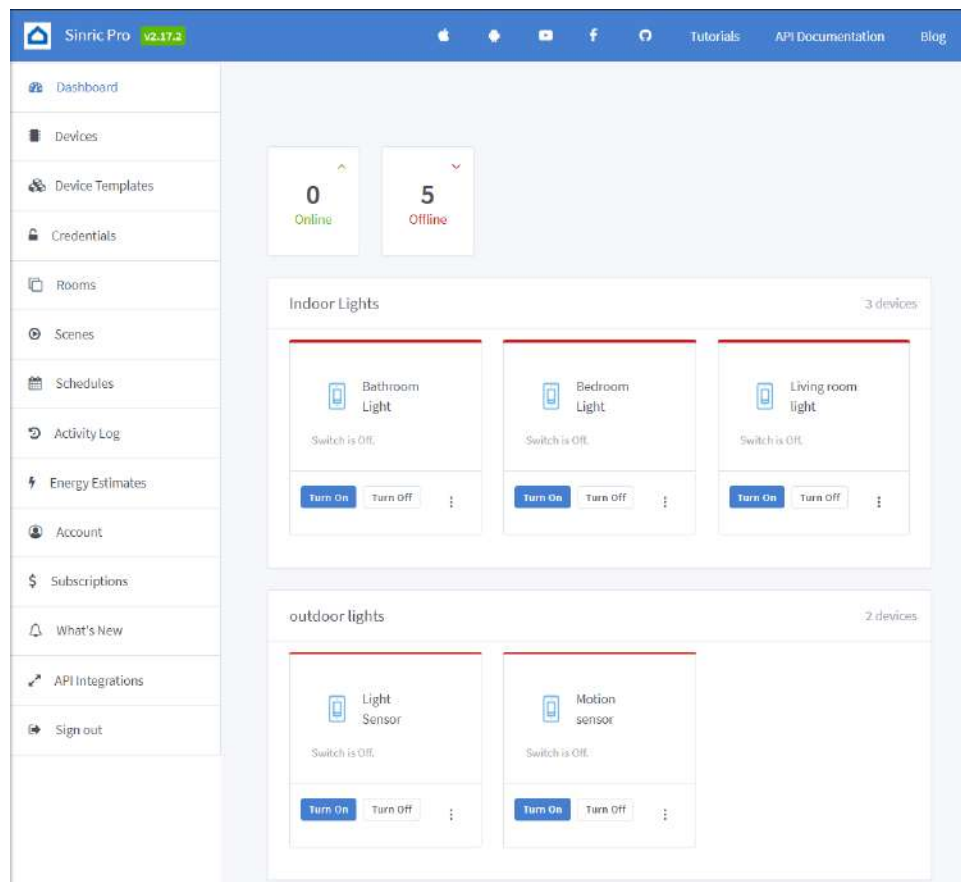 Sinric Pro v2.17.2
Tutorials API Documentation Blog
Dashboard
Devices
Device Templates
Credentials
Rooms
Scenes
Schedules
Activity Log
Energy Estimates
Account
Subscriptions
What's New
API Integrations
Sign out
0
Online
5
Offline
Indoor Lights 3 devices
Bathroom
Light
Switch is Off.
Turn On Turn Off
Bedroom
Light
Switch is Off.
Turn On Turn Off
Living room
light
Switch is Off.
Turn On Turn Off
outdoor lights 2 devices
Light
Sensor
Switch is Off.
Turn On Turn Off
Motion
sensor
Switch is Off.
Turn On Turn Off